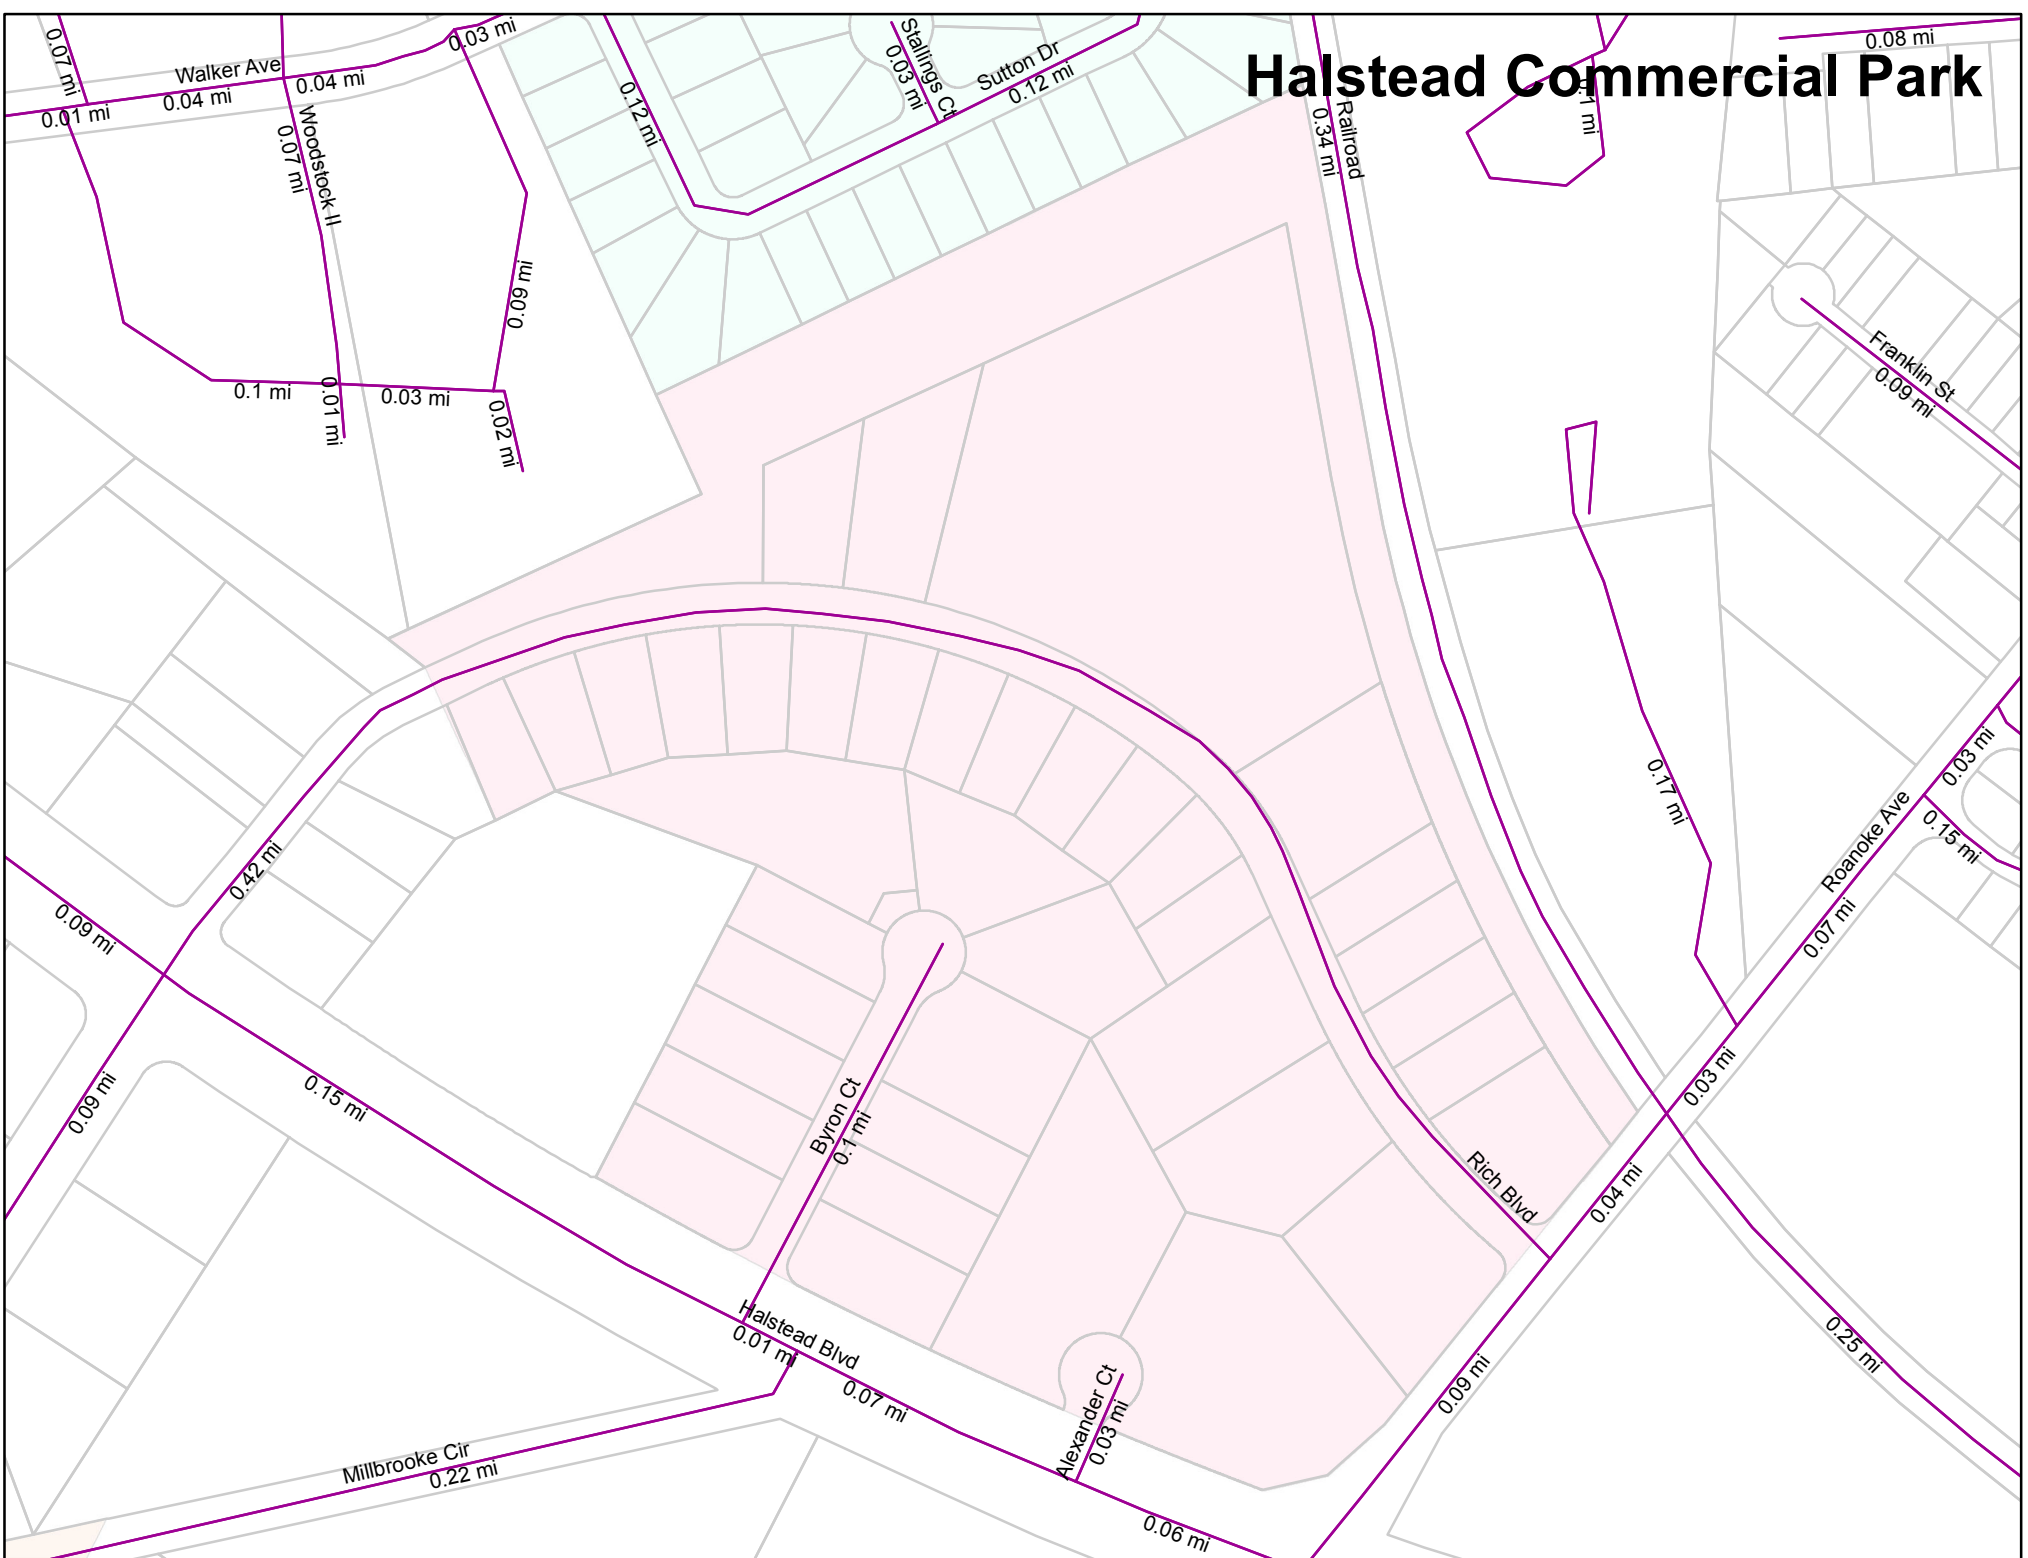 Halstead Commercial Park
0.07 mi
Walker Ave
0.01 mi
0.04 mi
0.04 mi
0.03 mi
Woodstock II
0.07 mi
0.12 mi
Stallings Ct
0.03 mi
Sutton Dr
0.12 mi
Railroad
0.34 mi
0.1 mi
0.08 mi
0.09 mi
0.1 mi
0.01 mi
0.03 mi
0.02 mi
Franklin St
0.09 mi
0.17 mi
0.03 mi
Roanoke Ave
0.15 mi
0.07 mi
0.42 mi
0.09 mi
0.09 mi
0.15 mi
Byron Ct
0.1 mi
0.03 mi
Rich Blvd
0.04 mi
Halstead Blvd
0.01 mi
0.07 mi
Alexander Ct
0.03 mi
0.09 mi
0.25 mi
Millbrooke Cir
0.22 mi
0.06 mi